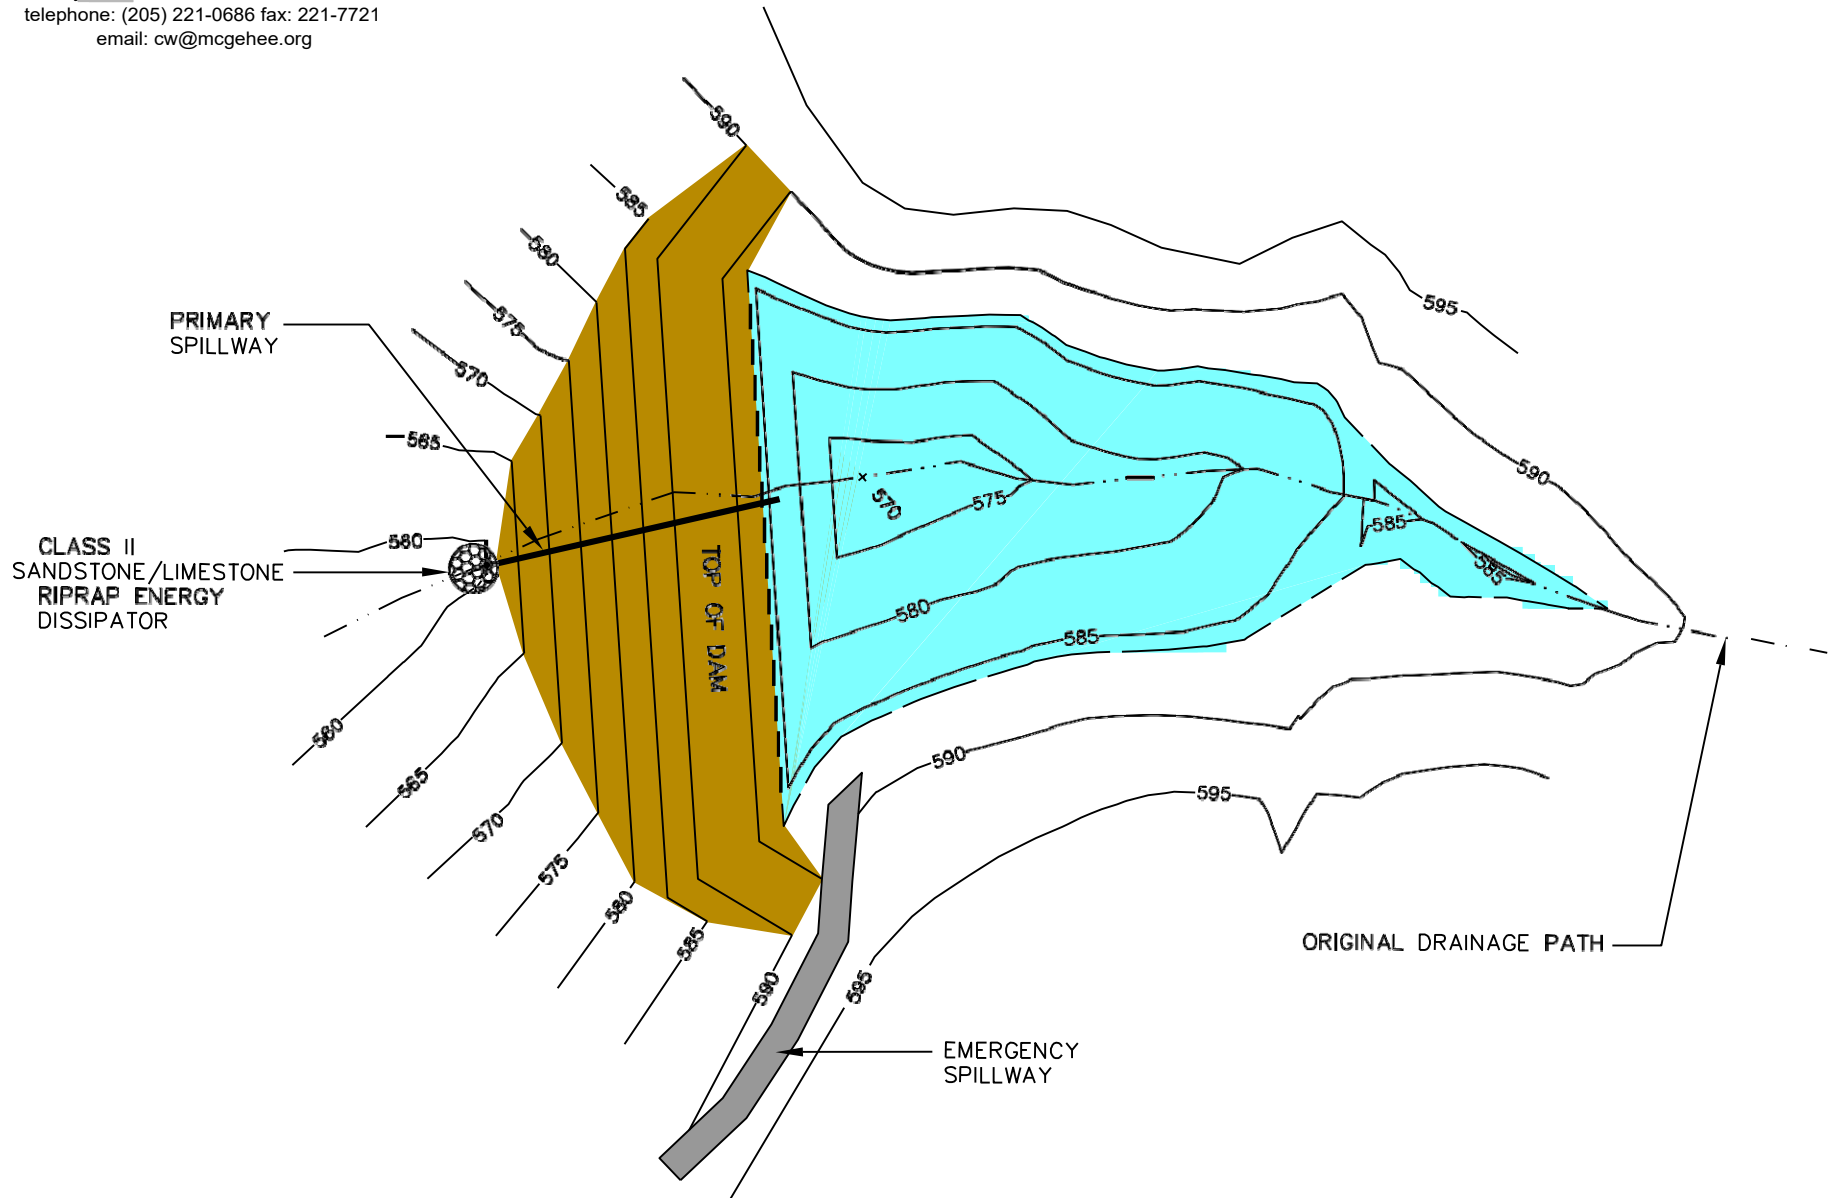 telephone: (205) 221-0686 fax: 221-7721
email: cw@mcgehee.org
590
585
580
575
570
565
595
PRIMARY
SPILLWAY
590
580
CLASS II
SANDSTONE/LIMESTONE
RIPRAP ENERGY
DISSIPATOR
570
575
585
585
580
585
TOP OF DAM
560
565
570
575
580
585
590
590
595
595
ORIGINAL DRAINAGE PATH
EMERGENCY
SPILLWAY